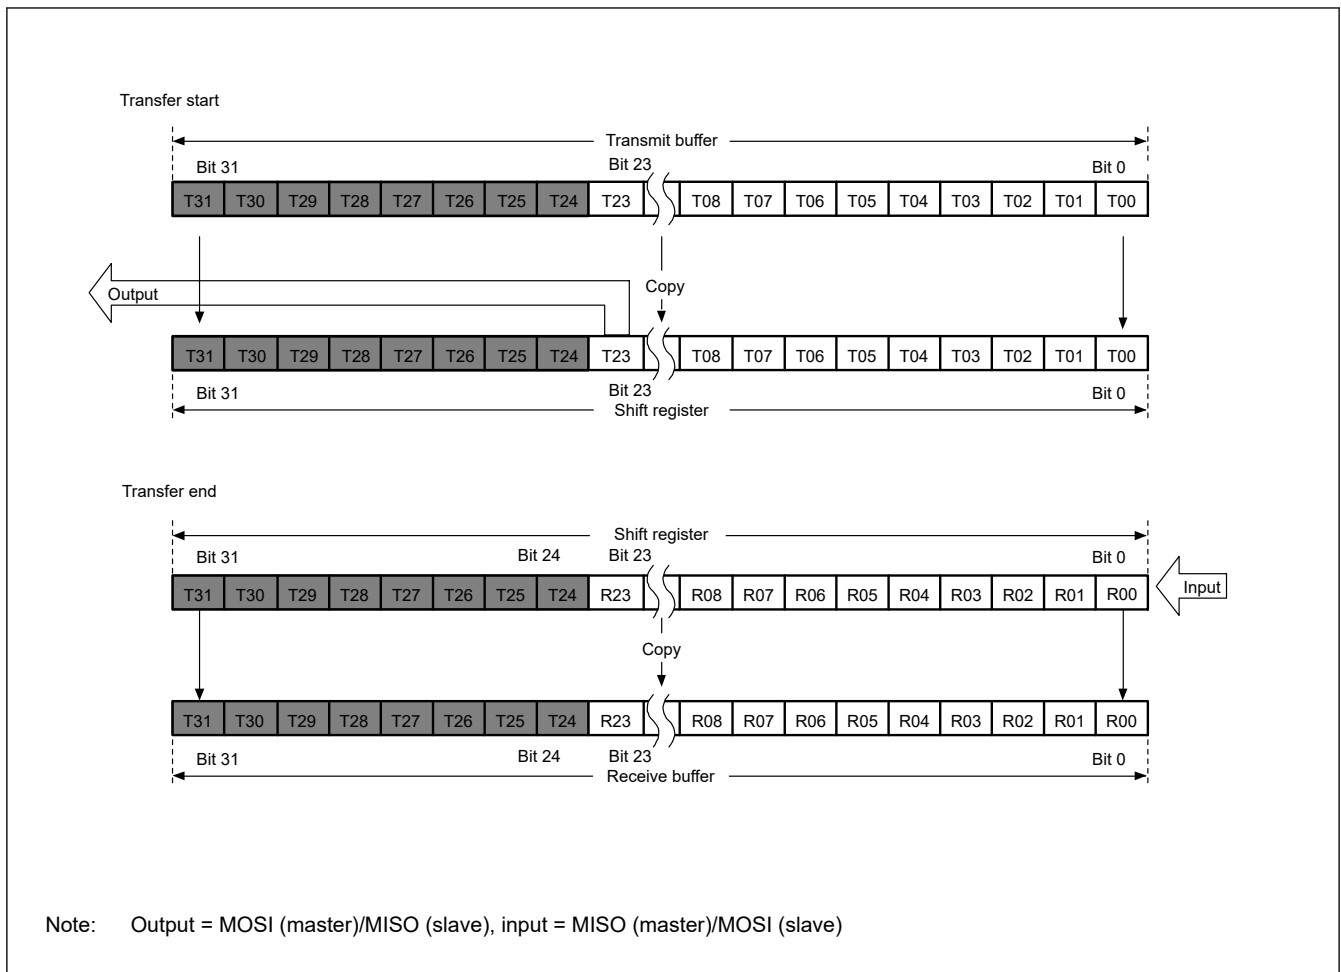 Transfer start
Transmit buffer
Bit 31 Bit 23 Bit 0
T31 T30 T29 T28 T27 T26 T25 T24 T23 T08 T07 T06 T05 T04 T03 T02 T01 T00
Output Copy
T31 T30 T29 T28 T27 T26 T25 T24 T23 T08 T07 T06 T05 T04 T03 T02 T01 T00
Bit 31 Bit 23 Bit 0
Shift register
Transfer end
Shift register
Bit 31 Bit 24 Bit 23 Bit 0
T31 T30 T29 T28 T27 T26 T25 T24 R23 R08 R07 R06 R05 R04 R03 R02 R01 R00 Input
Copy
T31 T30 T29 T28 T27 T26 T25 T24 R23 R08 R07 R06 R05 R04 R03 R02 R01 R00
Bit 31 Bit 24 Bit 23 Bit 0
Receive buffer
Note: Output = MOSI (master)/MISO (slave), input = MISO (master)/MOSI (slave)